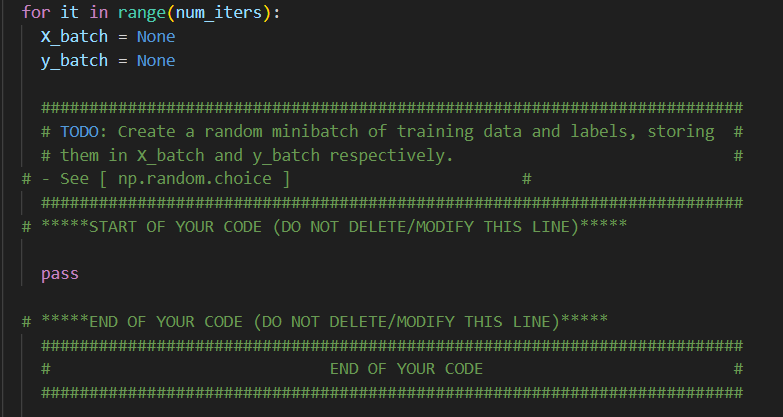 for it in range(num_iters):
X_batch = None
y_batch = None
#########################################################################
# TODO: Create a random minibatch of training data and labels, storing #
# them in X_batch and y_batch respectively. #
# - See [ np.random.choice ] #
#########################################################################
# *****START OF YOUR CODE (DO NOT DELETE/MODIFY THIS LINE)*****
pass
# *****END OF YOUR CODE (DO NOT DELETE/MODIFY THIS LINE)*****
#########################################################################
# END OF YOUR CODE #
#########################################################################